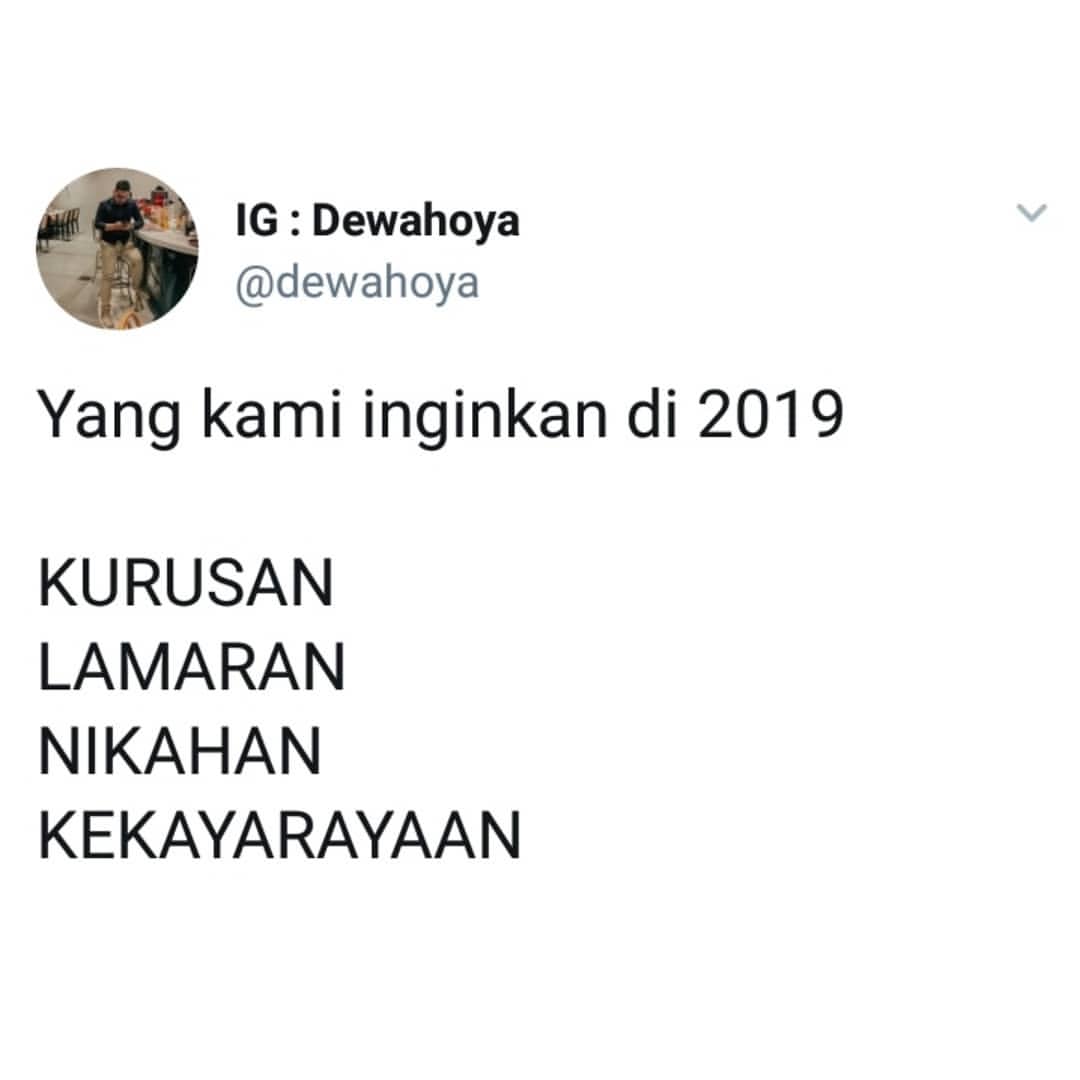 IG : Dewahoya
@dewahoya
Yang kami inginkan di 2019
KURUSAN
LAMARAN
NIKAHAN
KEKAYARAYAAN